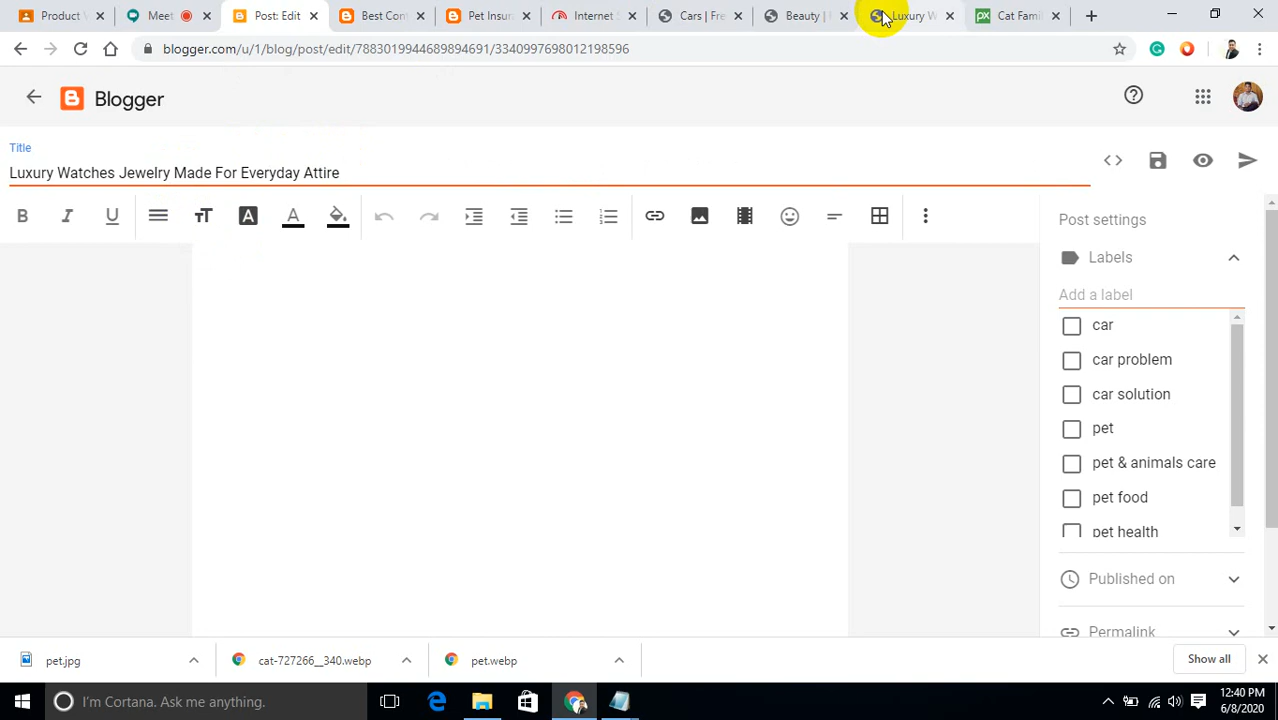 Product V
Meet
Post: Edit
Best Con
Pet Insura
Internet S
Cars | Fre
Beauty |
Luxury W
PX Cat Fami
blogger.com/u/1/blog/post/edit/7883019944689894691/3340997698012198596
Blogger
Title
Luxury Watches Jewelry Made For Everyday Attire
B I U A A
Post settings
Labels
Add a label
car
car problem
car solution
pet
pet & animals care
pet food
pet health
Published on
Permalink
pet.jpg
cat-727266__340.webp
pet.webp
Show all
I'm Cortana. Ask me anything.
12:40 PM
6/8/2020